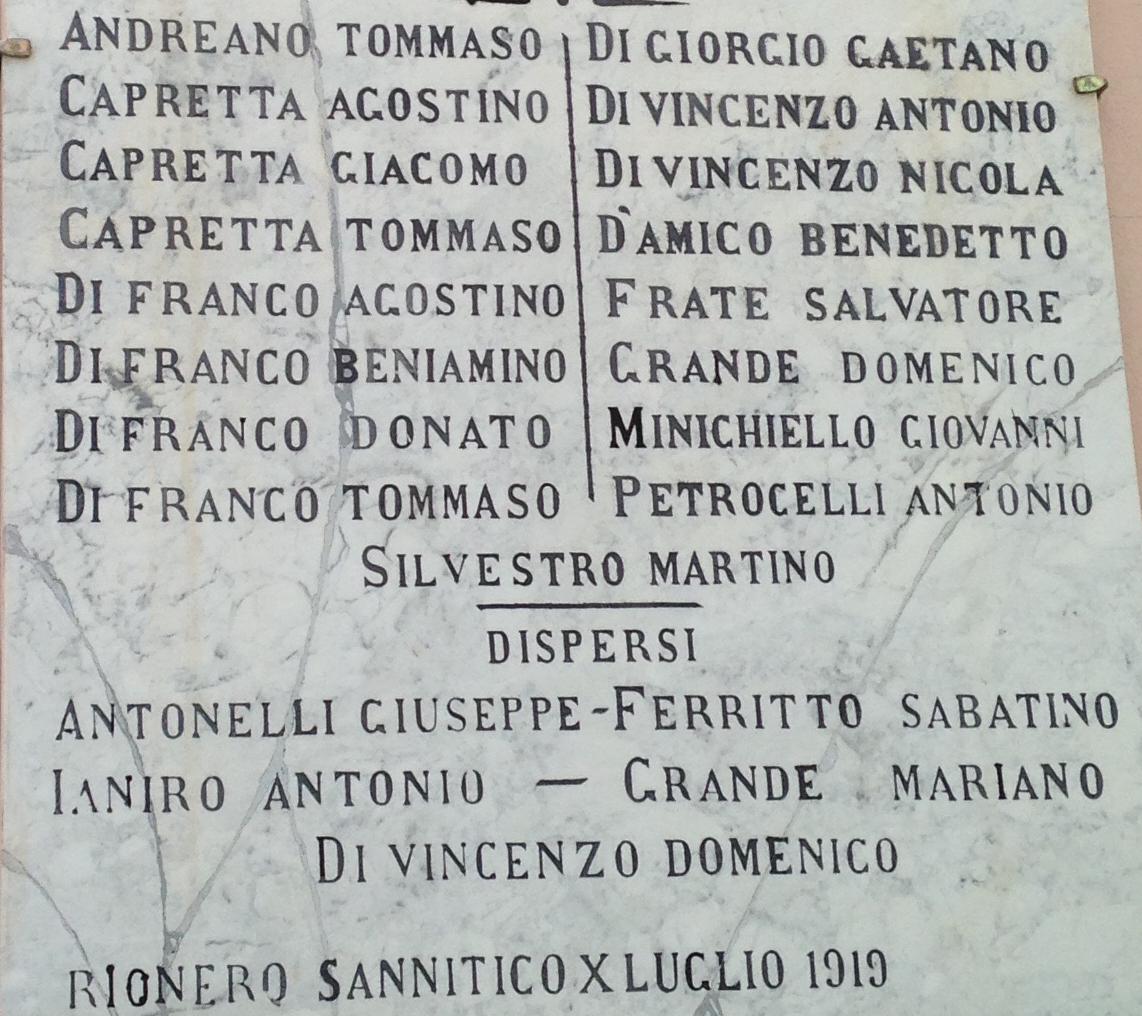 ANDREANO TOMMASO
CAPRETTA AGOSTINO
CAPRETTA GIACOMO
CAPRETTA TOMMASO
DI FRANCO AGOSTINO
DI FRANCO BENIAMINO
DI FRANCO DONATO
DI FRANCO TOMMASO
DI GIORGIO GAETANO
DI VINCENZO ANTONIO
DI VINCENZO NICOLA
D'AMICO BENEDETTO
FRATE SALVATORE
GRANDE DOMENICO
MINICHIELLO GIOVANNI
PETROCELLI ANTONIO
SILVESTRO MARTINO
DISPERSI
ANTONELLI GIUSEPPE-FERRITTO SABATINO
IANIRO ANTONIO — GRANDE MARIANO
DI VINCENZO DOMENICO
RIONERO SANNITICO X LUGLIO 1919